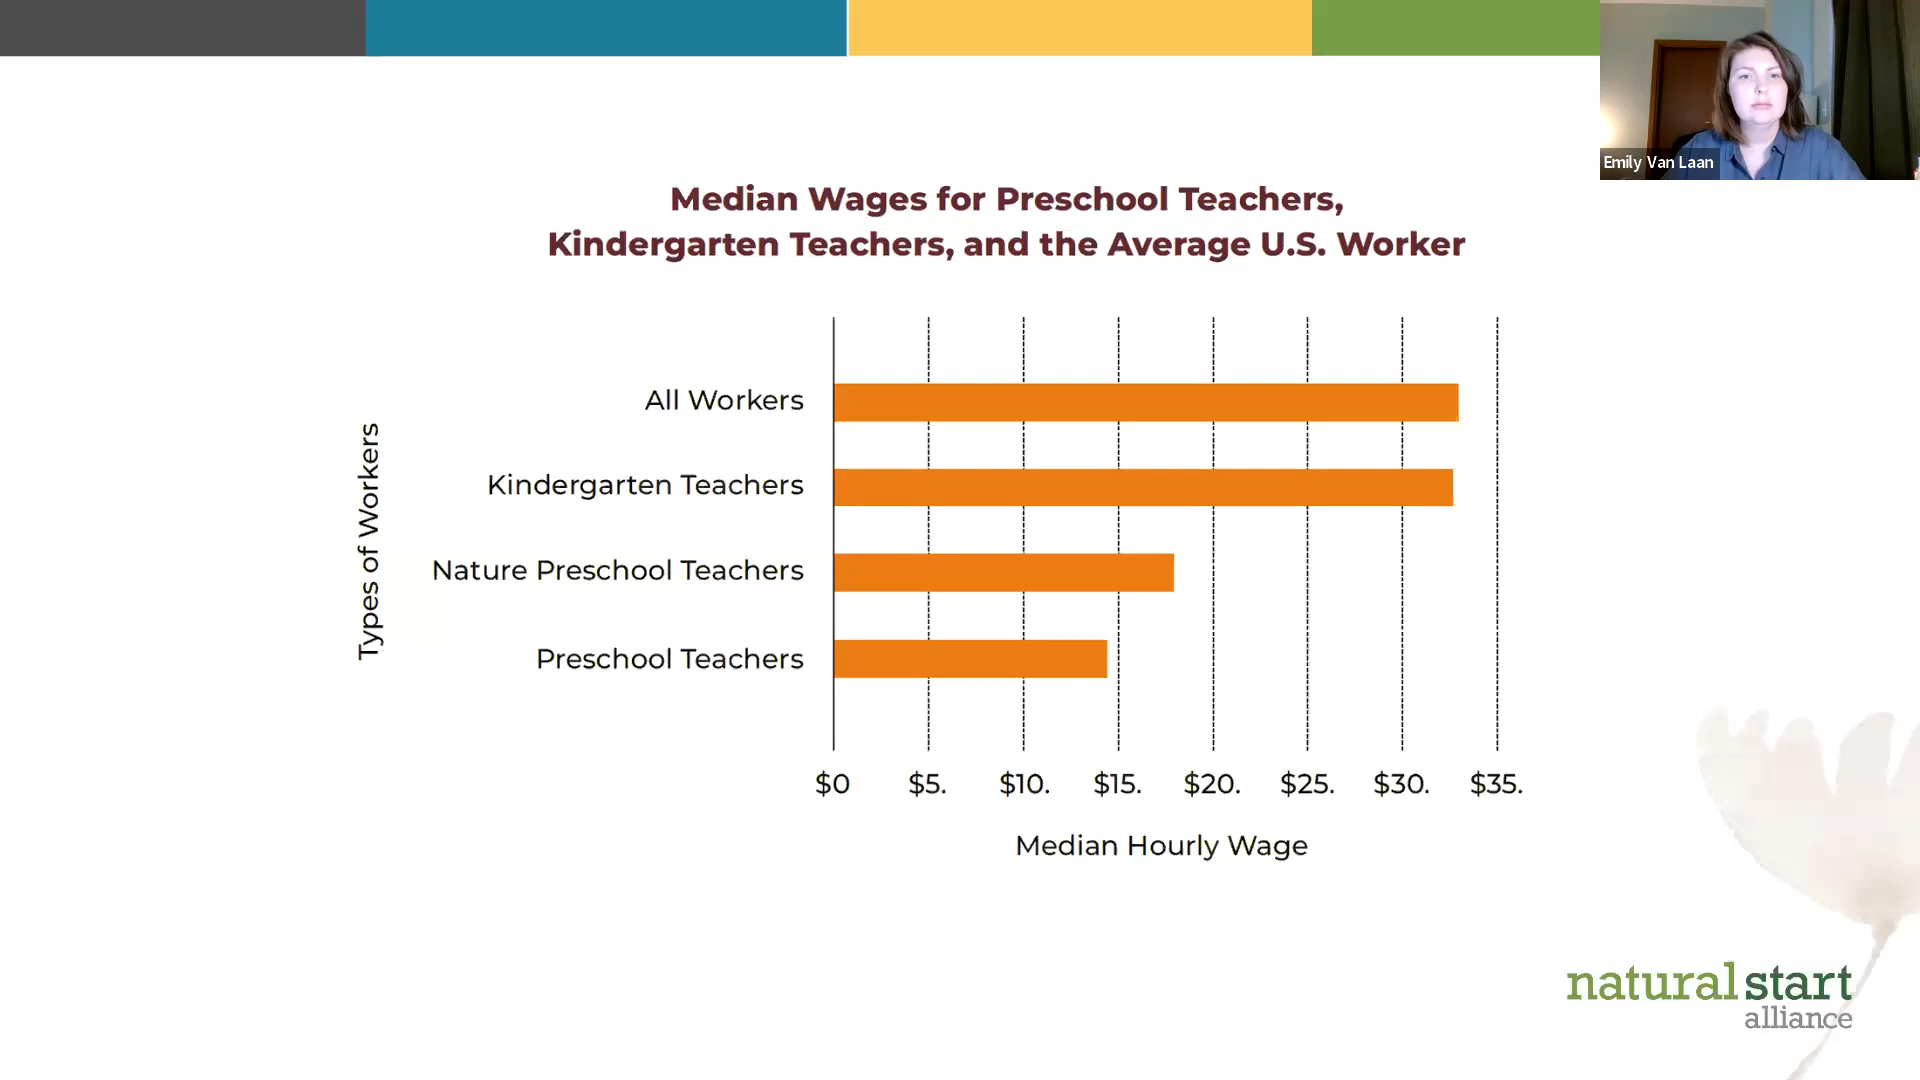 Emily Van Laan
Median Wages for Preschool Teachers,
Kindergarten Teachers, and the Average U.S. Worker
Types of Workers
All Workers
Kindergarten Teachers
Nature Preschool Teachers
Preschool Teachers
$0 $5. $10. $15. $20. $25. $30. $35.
Median Hourly Wage
naturalstart
alliance